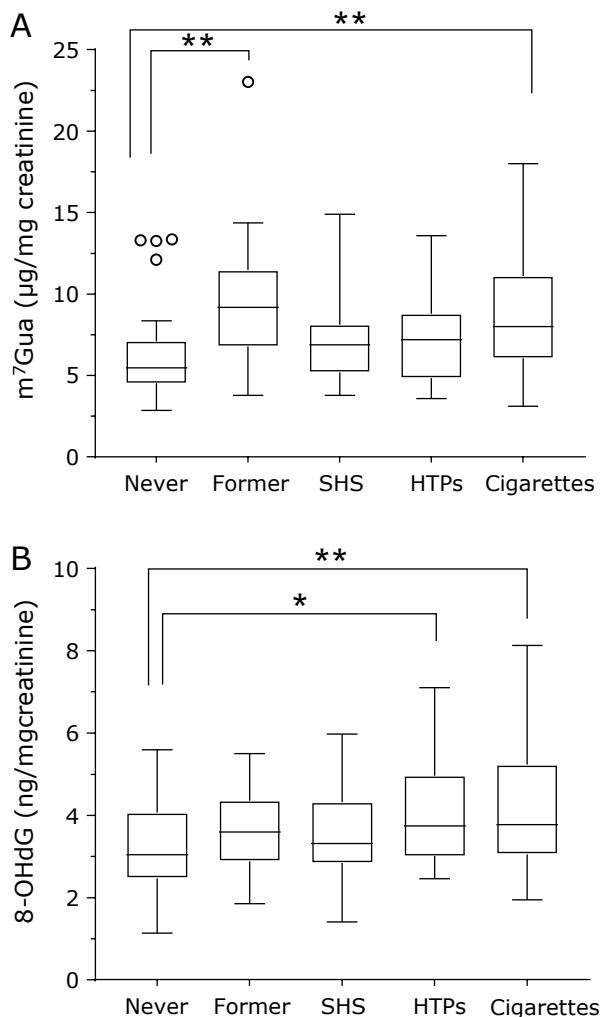 A
**
**
25
20
15
10
5
0
m⁷Gua (µg/mg creatinine)
Never Former SHS HTPs Cigarettes
B
**
*
10
8
6
4
2
0
8-OHdG (ng/mgcreatinine)
Never Former SHS HTPs Cigarettes